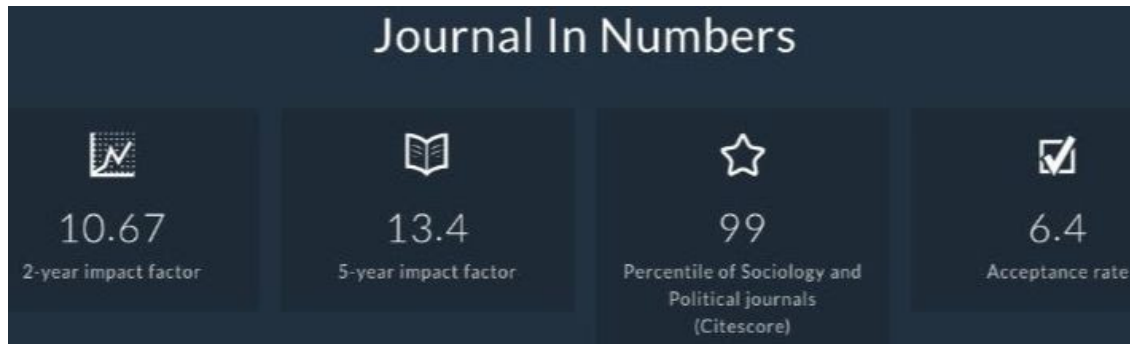 Journal In Numbers
10.67
2-year impact factor
13.4
5-year impact factor
99
Percentile of Sociology and
Political journals
(Citescore)
6.4
Acceptance rate